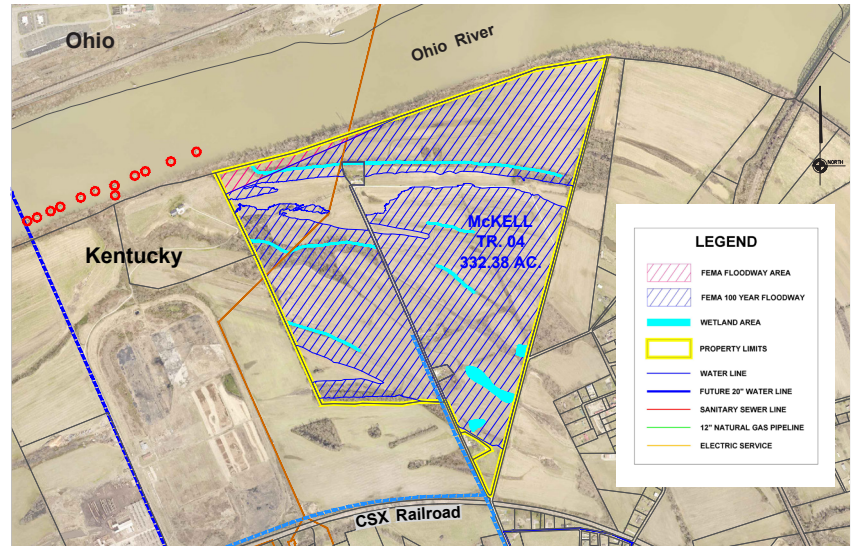 Ohio
Ohio River
NORTH
Kentucky
McKELL
TR. 04
332.38 AC.
LEGEND
FEMA FLOODWAY AREA
FEMA 100 YEAR FLOODWAY
WETLAND AREA
PROPERTY LIMITS
WATER LINE
FUTURE 20" WATER LINE
SANITARY SEWER LINE
12" NATURAL GAS PIPELINE
ELECTRIC SERVICE
CSX Railroad